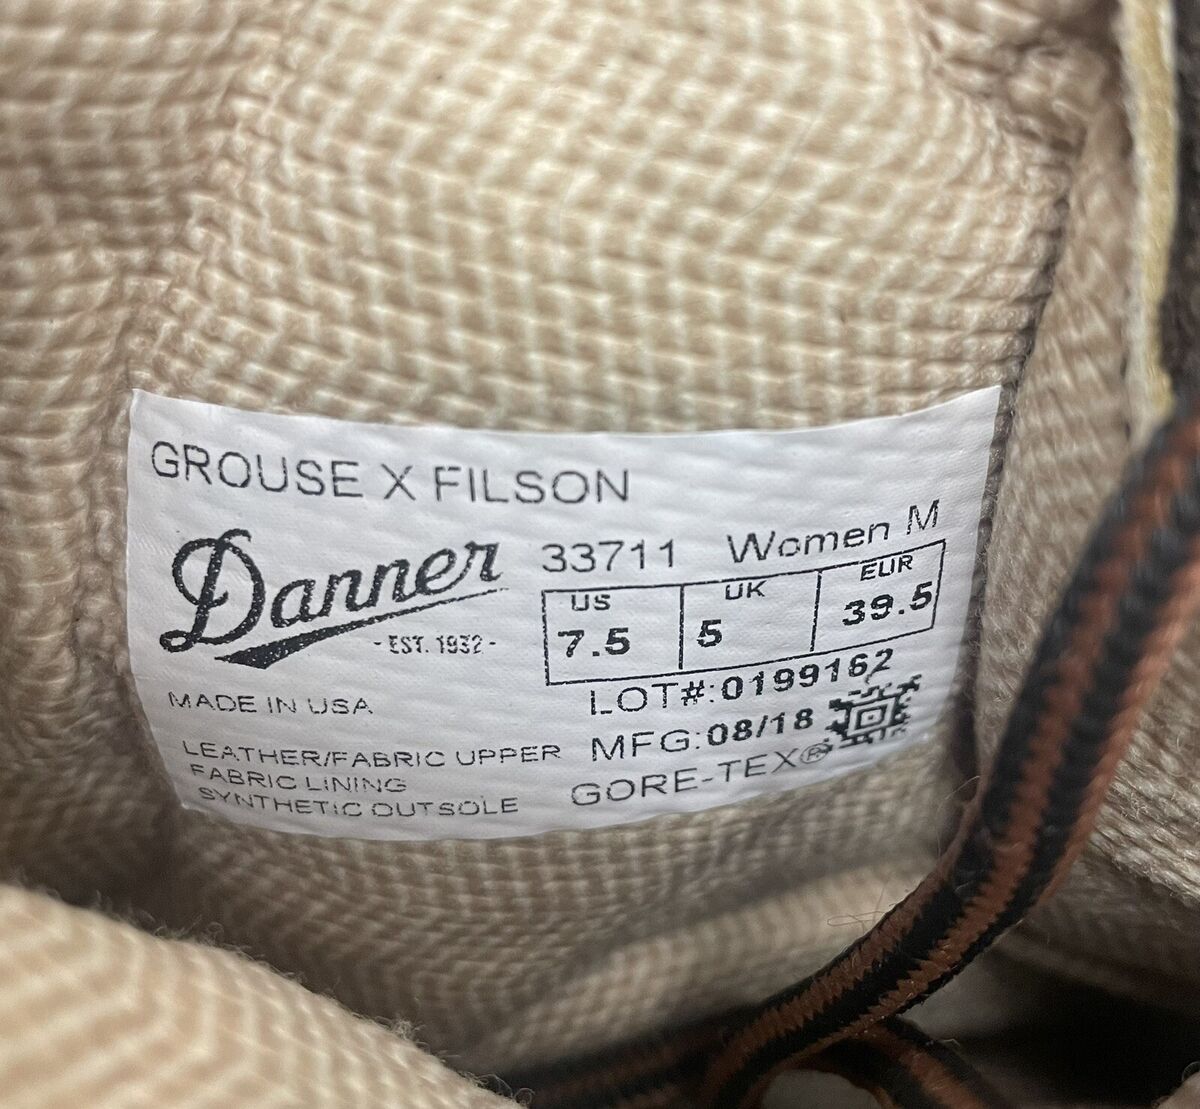 GROUSE X FILSON
Danner
- EST. 1932 -
33711 Women M
US UK EUR
7.5 5 39.5
LOT#:0199162
MFG:08/18
GORE-TEX®
MADE IN USA
LEATHER/FABRIC UPPER
FABRIC LINING
SYNTHETIC OUTSOLE